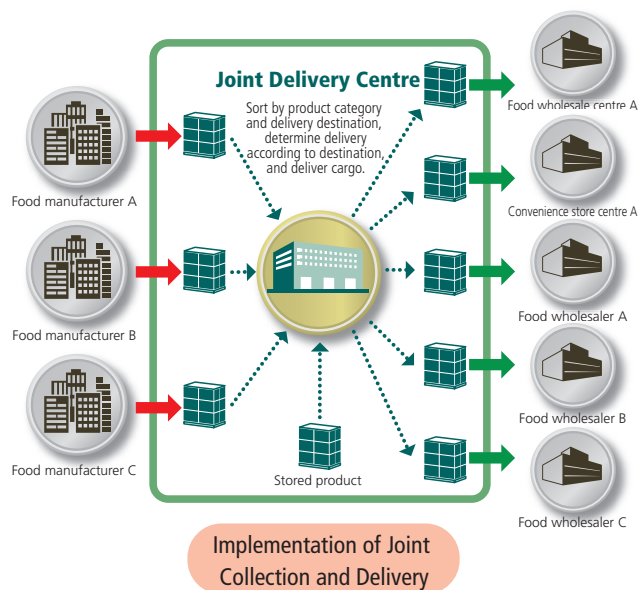 Joint Delivery Centre
Sort by product category
and delivery destination,
determine delivery
according to destination,
and deliver cargo.
Food manufacturer A
Food manufacturer B
Food manufacturer C
Stored product
Food wholesale centre A
Convenience store centre A
Food wholesaler A
Food wholesaler B
Food wholesaler C
Implementation of Joint
Collection and Delivery